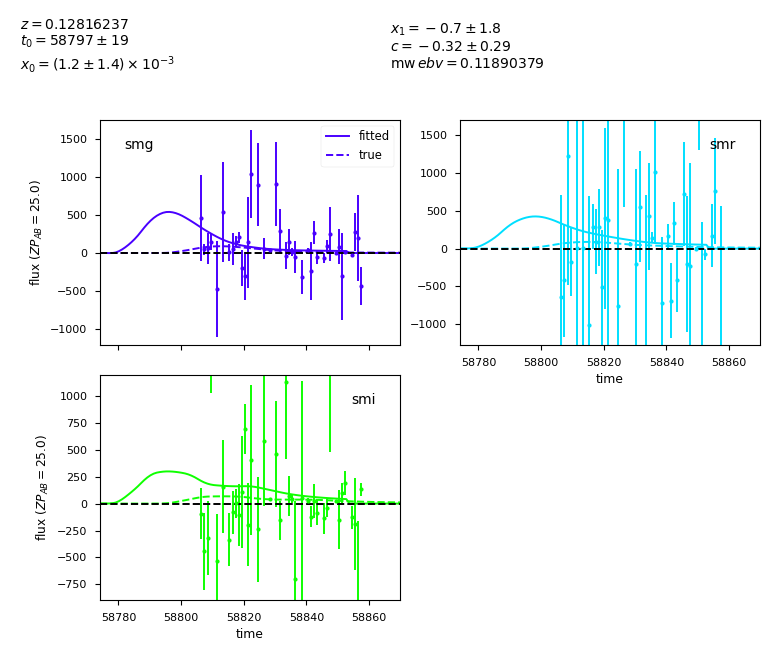 z = 0.12816237
t₀ = 58797 ± 19
x₀ = (1.2 ± 1.4) × 10⁻³
x₁ = −0.7 ± 1.8
c = −0.32 ± 0.29
mw ebv = 0.11890379
smg
fitted
true
flux (ZP_AB = 25.0)
1500
1000
500
0
−500
−1000
smr
1500
1000
500
0
−500
−1000
58780 58800 58820 58840 58860
time
smi
flux (ZP_AB = 25.0)
1000
750
500
250
0
−250
−500
−750
58780 58800 58820 58840 58860
time